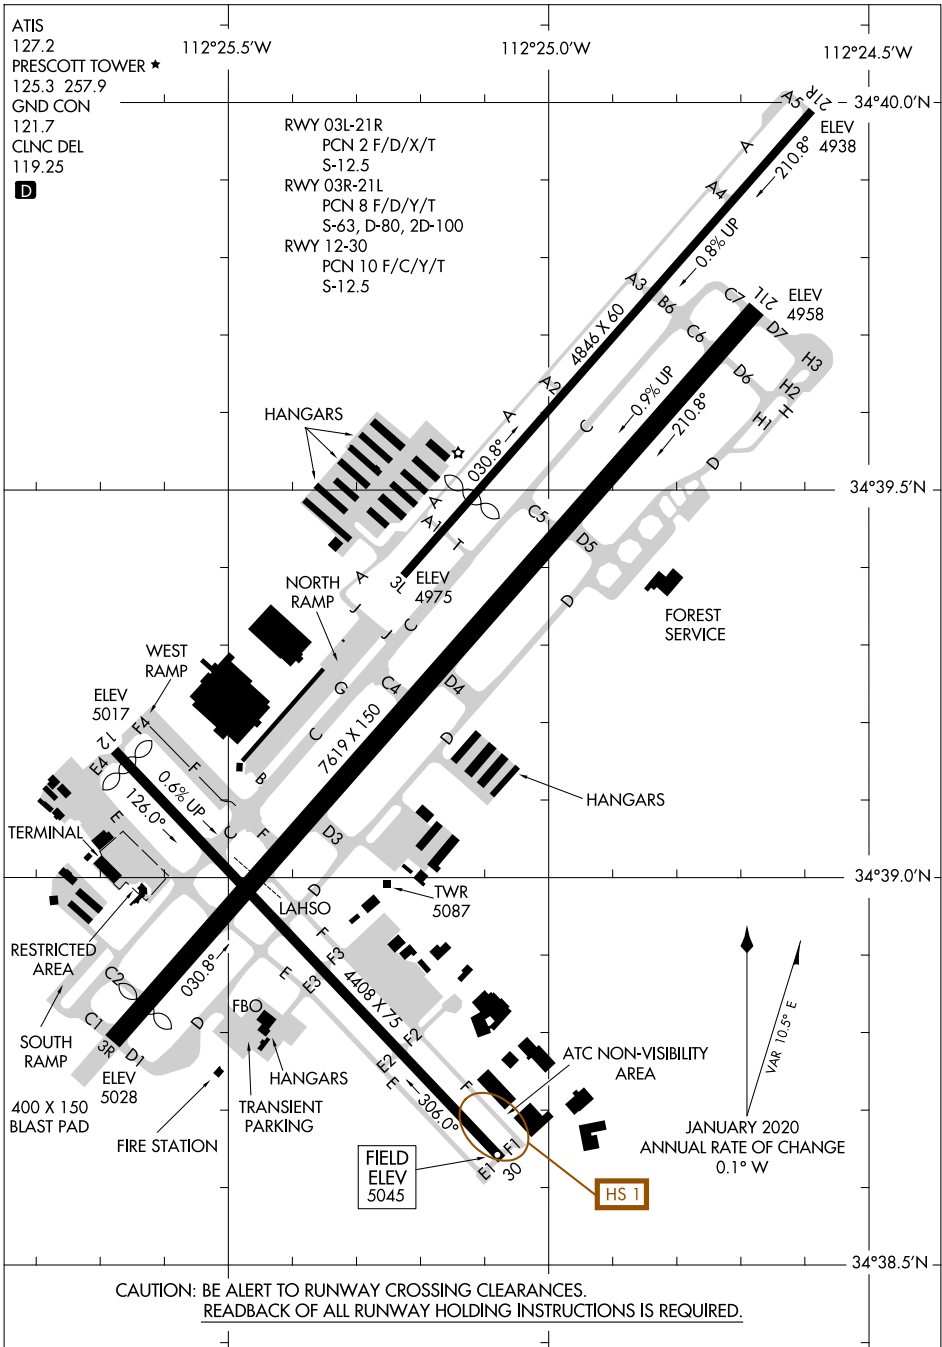 ATIS
127.2
PRESCOTT TOWER ★
125.3 257.9
GND CON
121.7
CLNC DEL
119.25
D
112°25.5'W
112°25.0'W
112°24.5'W
34°40.0'N
RWY 03L-21R
PCN 2 F/D/X/T
S-12.5
RWY 03R-21L
PCN 8 F/D/Y/T
S-63, D-80, 2D-100
RWY 12-30
PCN 10 F/C/Y/T
S-12.5
A5
21R
ELEV
4938
A
210.8°
A4
0.8% UP
A3
B6
C7
21L
ELEV
4958
4846 X 60
C6
D7
H3
D6
H2
H
H1
0.9% UP
210.8°
A2
A
C
D
HANGARS
030.8°
34°39.5'N
A
A1
T
C5
D5
3L
ELEV
4975
A
NORTH
RAMP
J
J
C
D
FOREST
SERVICE
WEST
RAMP
ELEV
5017
F4
12
E4
G
C4
D4
C
7619 X 150
D
F
B
0.6% UP
126.0°
HANGARS
E
C
F
D3
TERMINAL
34°39.0'N
D
TWR
5087
LAHSO
F
F3
RESTRICTED
AREA
030.8°
C2
E
E3
4408 X 75
FBO
C1
3R
D1
D
F2
SOUTH
RAMP
ELEV
5028
HANGARS
E2
E
F
306.0°
ATC NON-VISIBILITY
AREA
VAR 10.5° E
400 X 150
BLAST PAD
TRANSIENT
PARKING
FIRE STATION
JANUARY 2020
ANNUAL RATE OF CHANGE
0.1° W
FIELD
ELEV
5045
E1
F1
30
HS 1
34°38.5'N
CAUTION: BE ALERT TO RUNWAY CROSSING CLEARANCES.
READBACK OF ALL RUNWAY HOLDING INSTRUCTIONS IS REQUIRED.